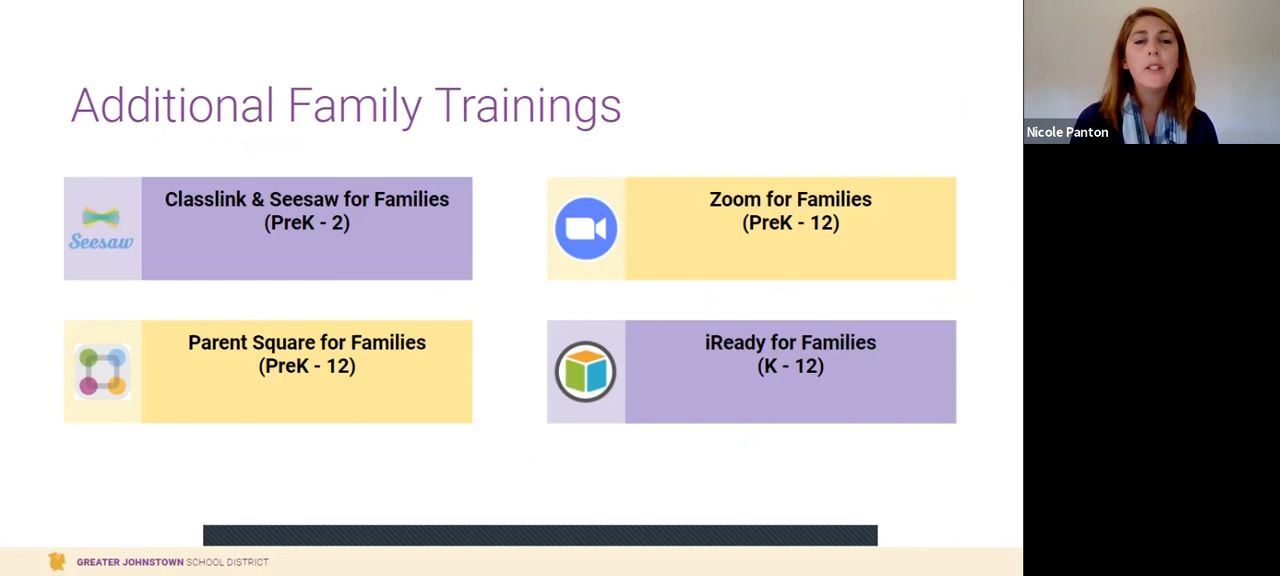 Additional Family Trainings
Seesaw
Classlink & Seesaw for Families
(PreK - 2)
Zoom for Families
(PreK - 12)
Parent Square for Families
(PreK - 12)
iReady for Families
(K - 12)
GREATER JOHNSTOWN SCHOOL DISTRICT
Nicole Panton